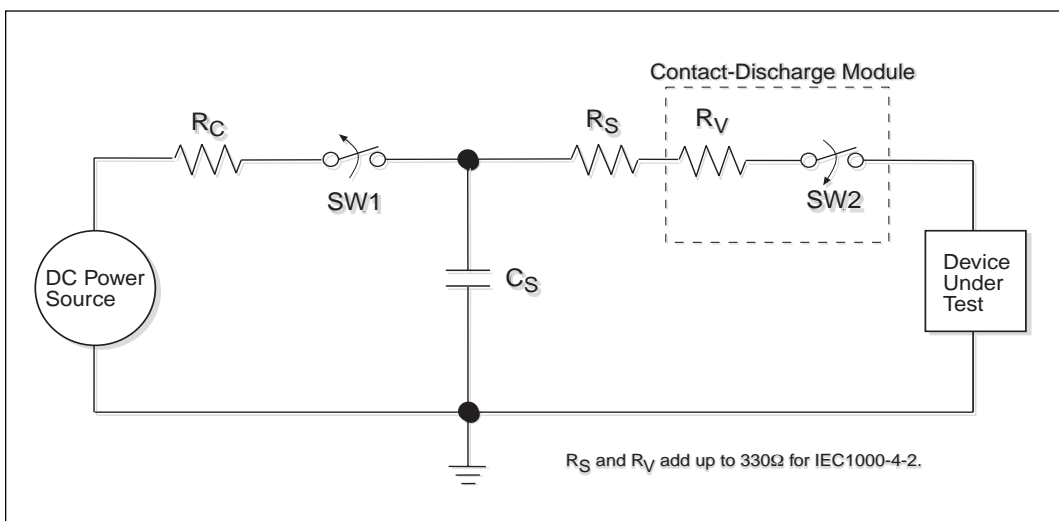 Contact-Discharge Module
RC
RS
RV
SW1
SW2
DC Power
Source
CS
Device
Under
Test
RS and RV add up to 330Ω for IEC1000-4-2.